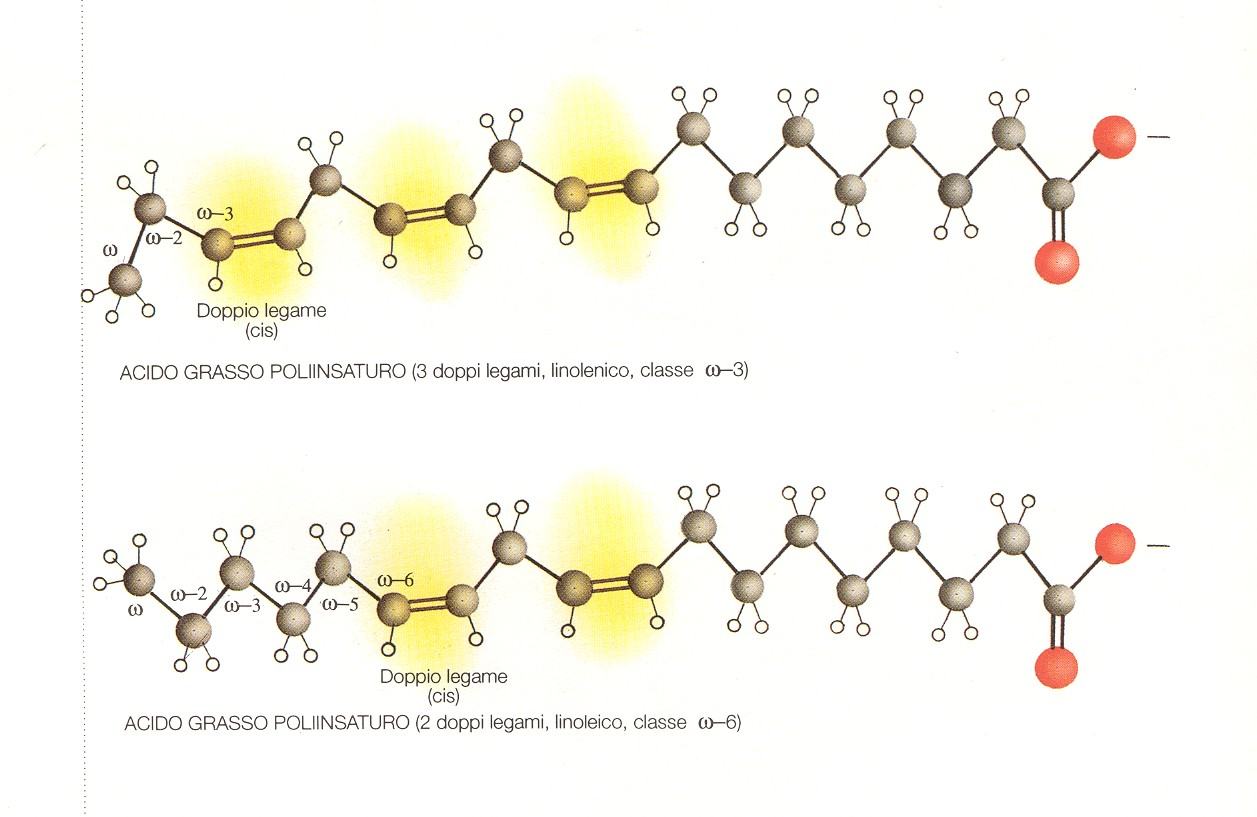 ω–3
ω
ω–2
Doppio legame
(cis)
ACIDO GRASSO POLIINSATURO (3 doppi legami, linolenico, classe ω–3)
ω–6
ω–4
ω–2
ω
ω–3
ω–5
Doppio legame
(cis)
ACIDO GRASSO POLIINSATURO (2 doppi legami, linoleico, classe ω–6)